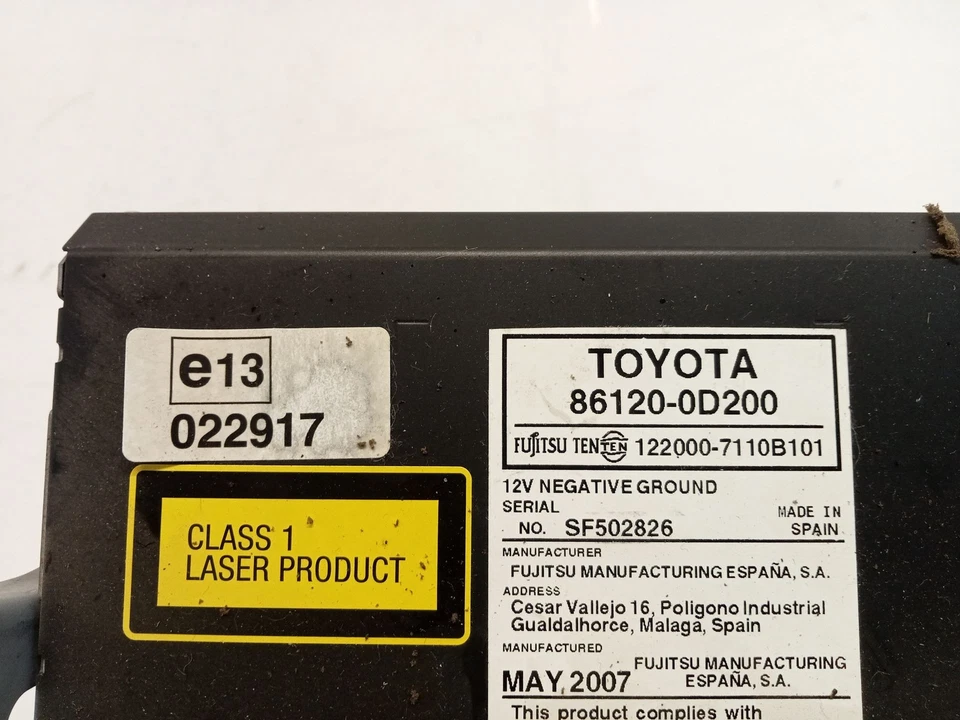 e13
022917
CLASS 1
LASER PRODUCT
TOYOTA
86120-0D200
FUJITSU TEN TEN 122000-7110B101
12V NEGATIVE GROUND
SERIAL
NO. SF502826
MADE IN
SPAIN
MANUFACTURER
FUJITSU MANUFACTURING ESPAÑA, S.A.
ADDRESS
Cesar Vallejo 16, Poligono Industrial
Gualdalhorce, Malaga, Spain
MANUFACTURED
MAY, 2007
FUJITSU MANUFACTURING
ESPAÑA, S.A.
This product complies with